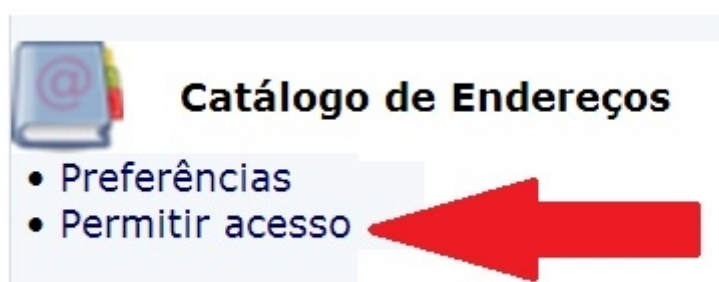 Catálogo de Endereços
• Preferências
• Permitir acesso